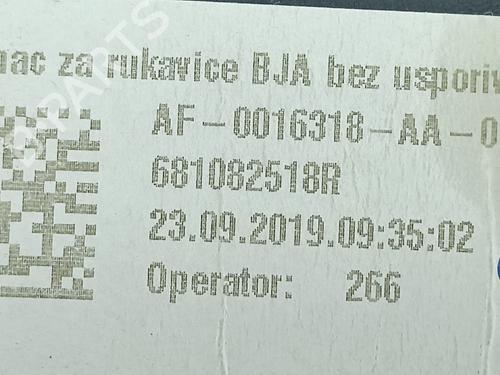 nac za rukavice BJA bez uspori
AF-0016318-AA-0
681082518R
23.09.2019.09:35:02
Operator: 266
B-PARTS